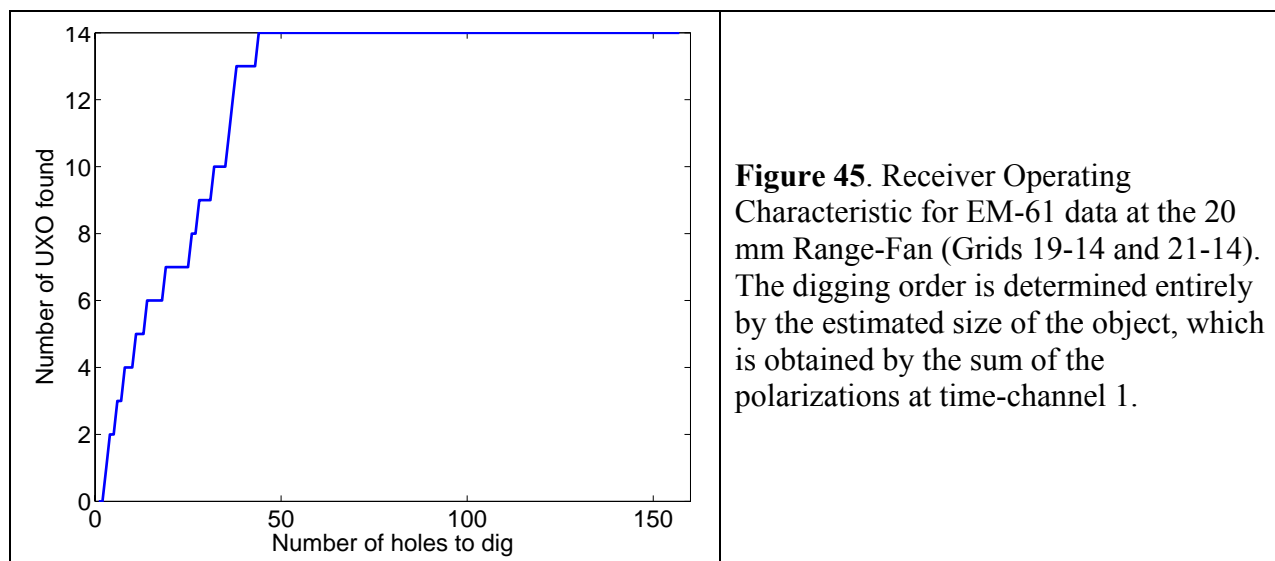 14
12
10
8
6
4
2
0
Number of UXO found
0 50 100 150
Number of holes to dig
Figure 45. Receiver Operating
Characteristic for EM-61 data at the 20
mm Range-Fan (Grids 19-14 and 21-14).
The digging order is determined entirely
by the estimated size of the object, which
is obtained by the sum of the
polarizations at time-channel 1.